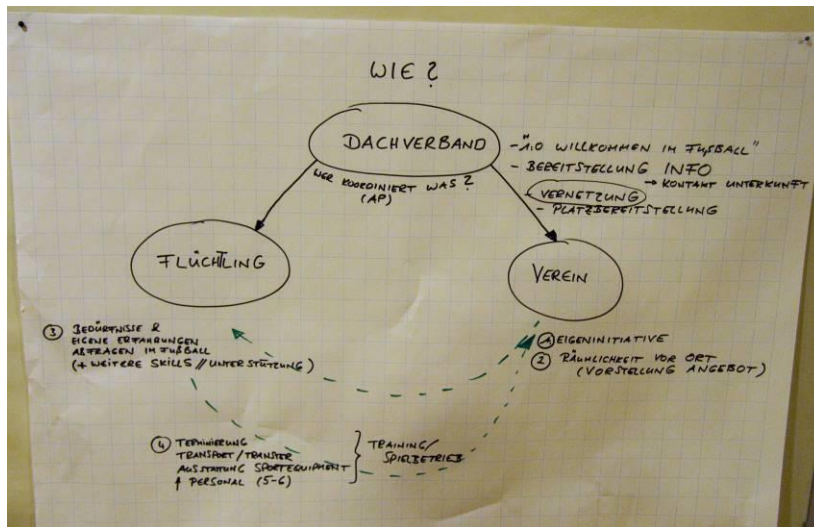 WIE ?
DACHVERBAND
WER KOORDINIERT WAS ?
(AP)
- "1:0 WILLKOMMEN IM FUßBALL"
- BEREITSTELLUNG INFO
→ KONTAKT UNTERKUNFT
- VERNETZUNG
- PLATZBEREITSTELLUNG
FLÜCHTLING
VEREIN
③ BEDÜRFNISSE &
EIGENE ERFAHRUNGEN
ABFRAGEN IM FUßBALL
(+ WEITERE SKILLS // UNTERSTÜTZUNG)
① EIGENINITIATIVE
② RÄUMLICHKEIT VOR ORT
(VORSTELLUNG ANGEBOT)
④ TERMINIERUNG
TRANSPORT/TRANSFER
AUSSTATTUNG SPORTEQUIPMENT
PERSONAL (5-6)
TRAINING/
SPIELBETRIEB